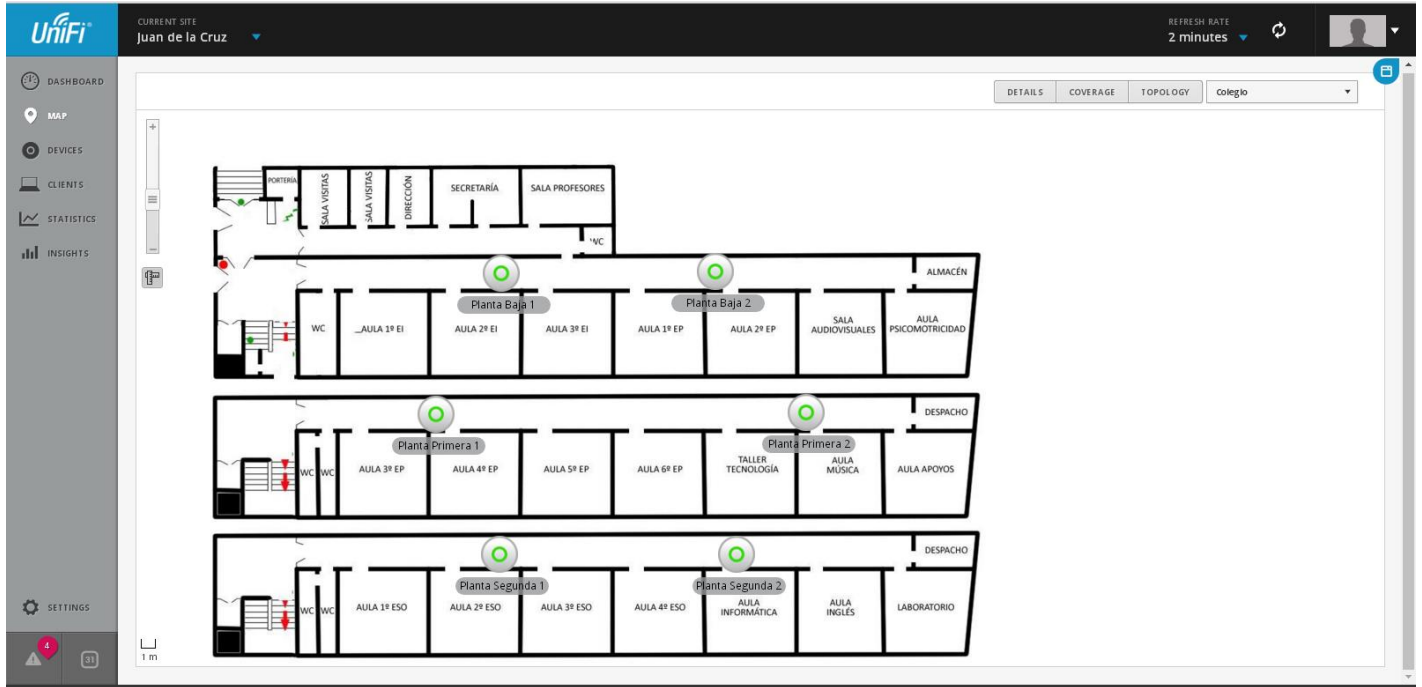 UniFi
CURRENT SITE
Juan de la Cruz
REFRESH RATE
2 minutes
DASHBOARD
MAP
DEVICES
CLIENTS
STATISTICS
INSIGHTS
SETTINGS
4
31
DETAILS
COVERAGE
TOPOLOGY
Colegio
+
−
1 m
PORTERÍA
SALA VISITAS
SALA VISITAS
DIRECCIÓN
SECRETARÍA
SALA PROFESORES
WC
ALMACÉN
Planta Baja 1
Planta Baja 2
WC
AULA 1º EI
AULA 2º EI
AULA 3º EI
AULA 1º EP
AULA 2º EP
SALA
AUDIOVISUALES
AULA
PSICOMOTRICIDAD
DESPACHO
Planta Primera 1
Planta Primera 2
WC
WC
AULA 3º EP
AULA 4º EP
AULA 5º EP
AULA 6º EP
TALLER
TECNOLOGÍA
AULA
MÚSICA
AULA APOYOS
DESPACHO
Planta Segunda 1
Planta Segunda 2
WC
WC
AULA 1º ESO
AULA 2º ESO
AULA 3º ESO
AULA 4º ESO
AULA
INFORMÁTICA
AULA
INGLÉS
LABORATORIO